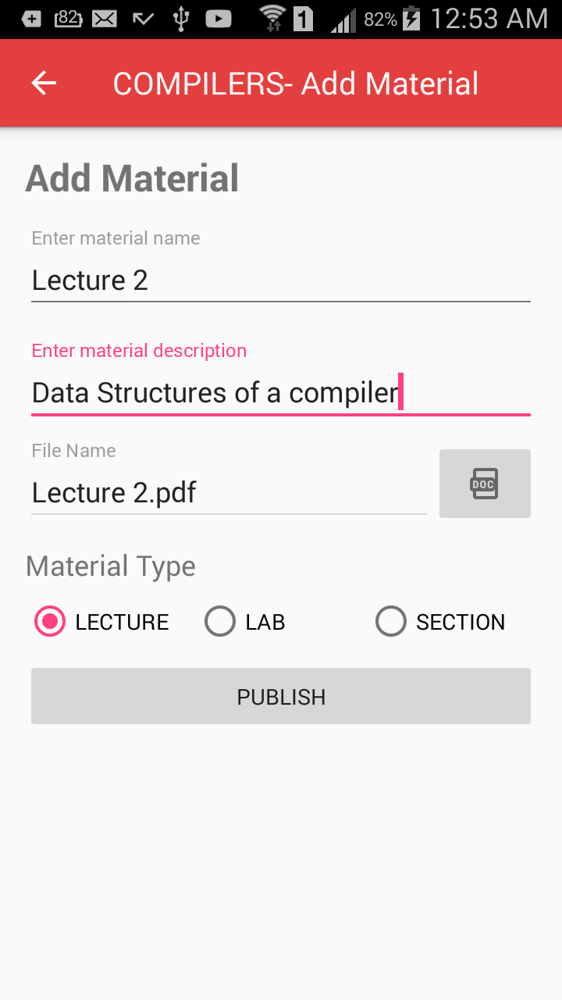 82 1 82% 12:53 AM
COMPILERS- Add Material
Add Material
Enter material name
Lecture 2
Enter material description
Data Structures of a compiler
File Name
Lecture 2.pdf
DOC
Material Type
LECTURE LAB SECTION
PUBLISH